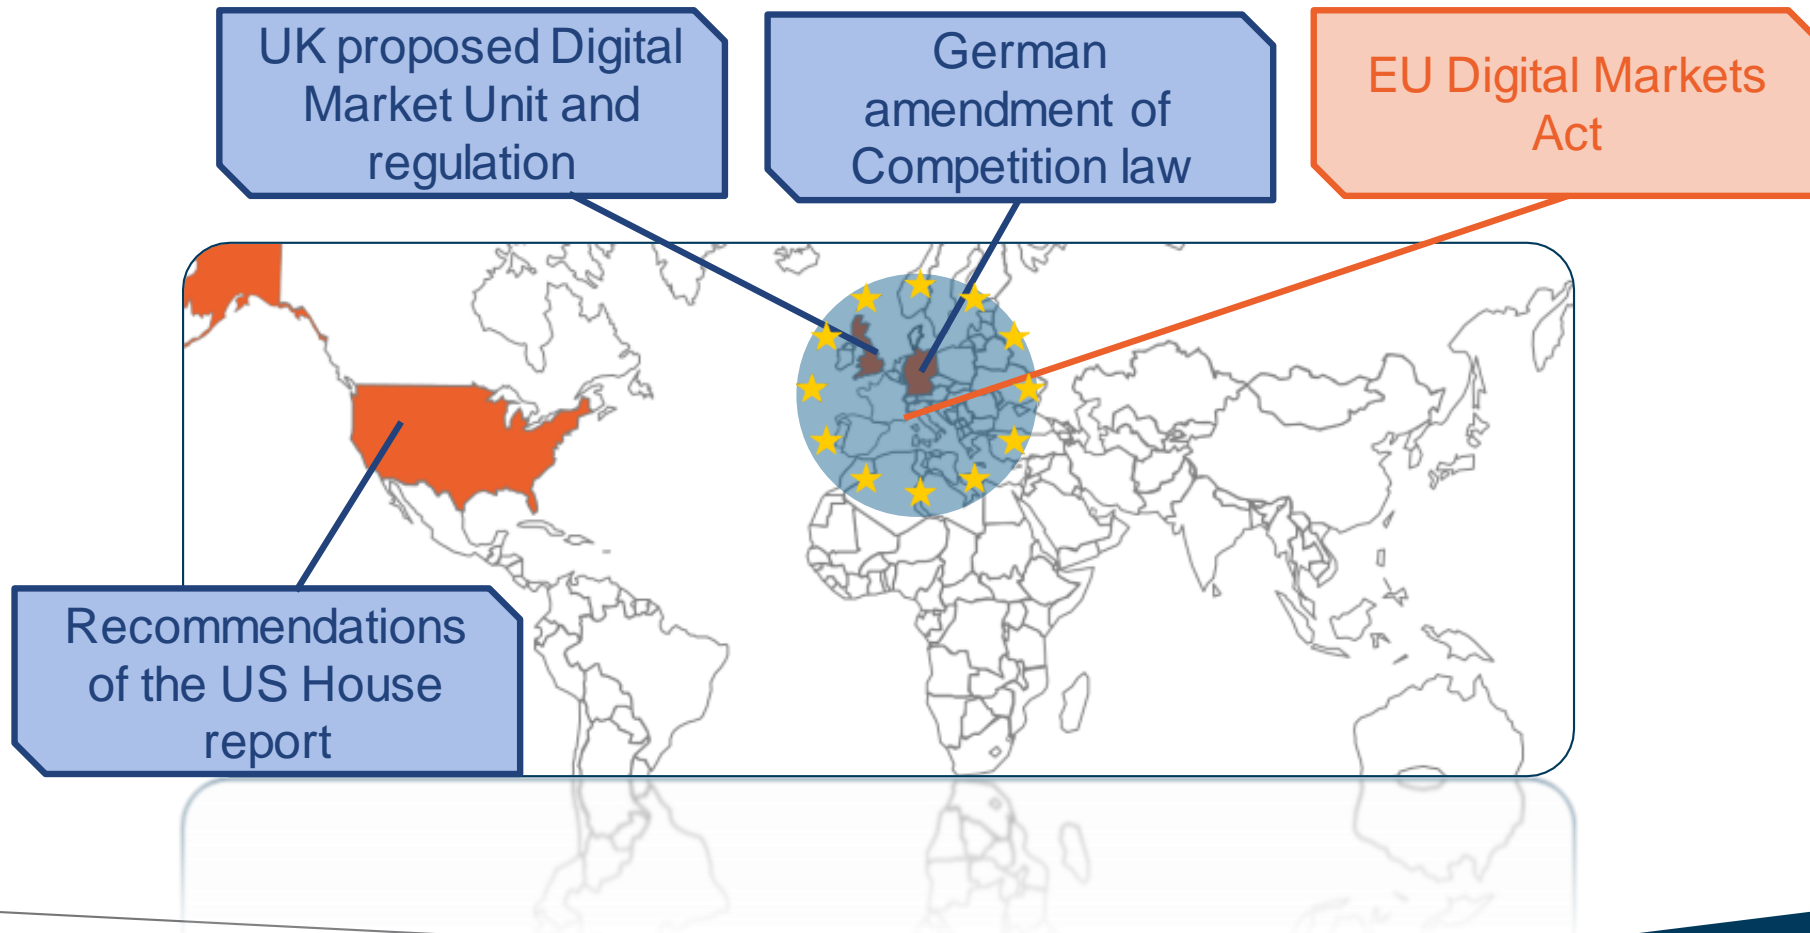 UK proposed Digital
Market Unit and
regulation
German
amendment of
Competition law
EU Digital Markets
Act
Recommendations
of the US House
report